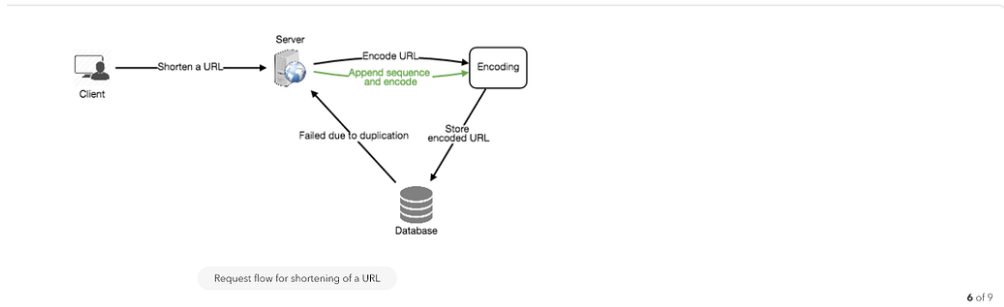 Server
Encode URL
Shorten a URL
Append sequence
and encode
Encoding
Client
Failed due to duplication
Store
encoded URL
Database
Request flow for shortening of a URL
6 of 9